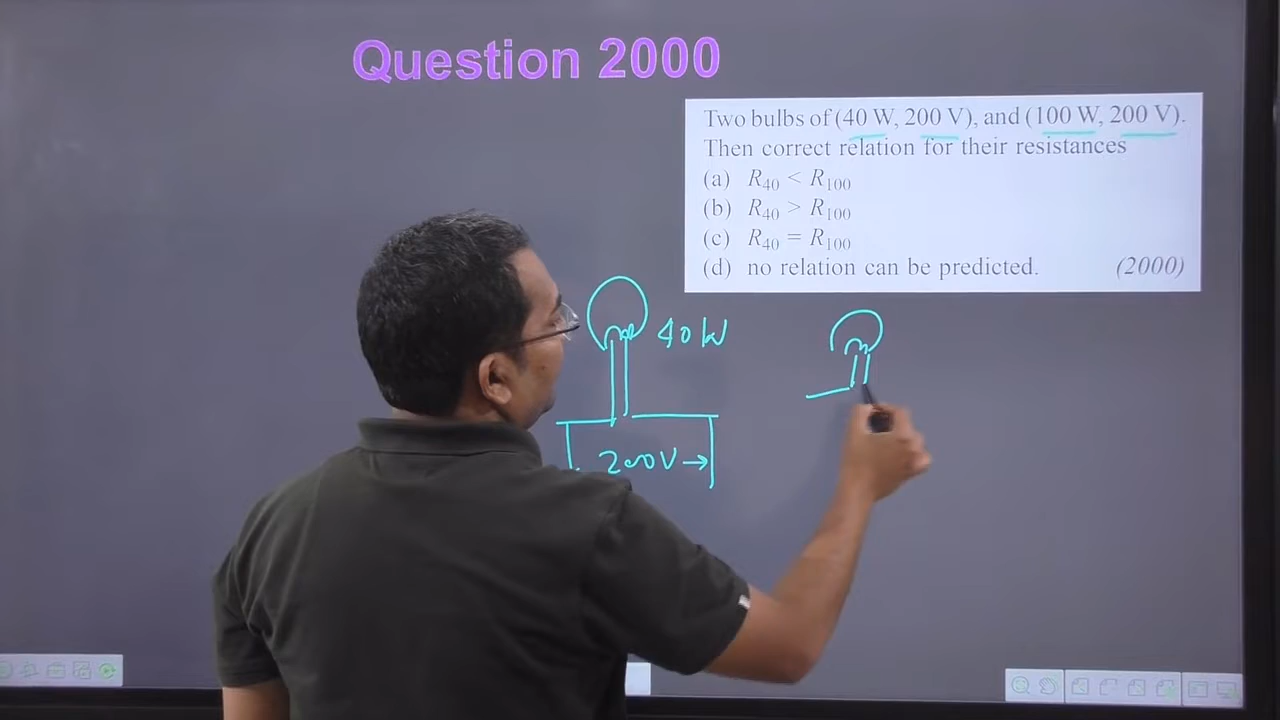 Question 2000
Two bulbs of (40 W, 200 V), and (100 W, 200 V).
Then correct relation for their resistances
(a) R40 < R100
(b) R40 > R100
(c) R40 = R100
(d) no relation can be predicted. (2000)
40 W
200V →